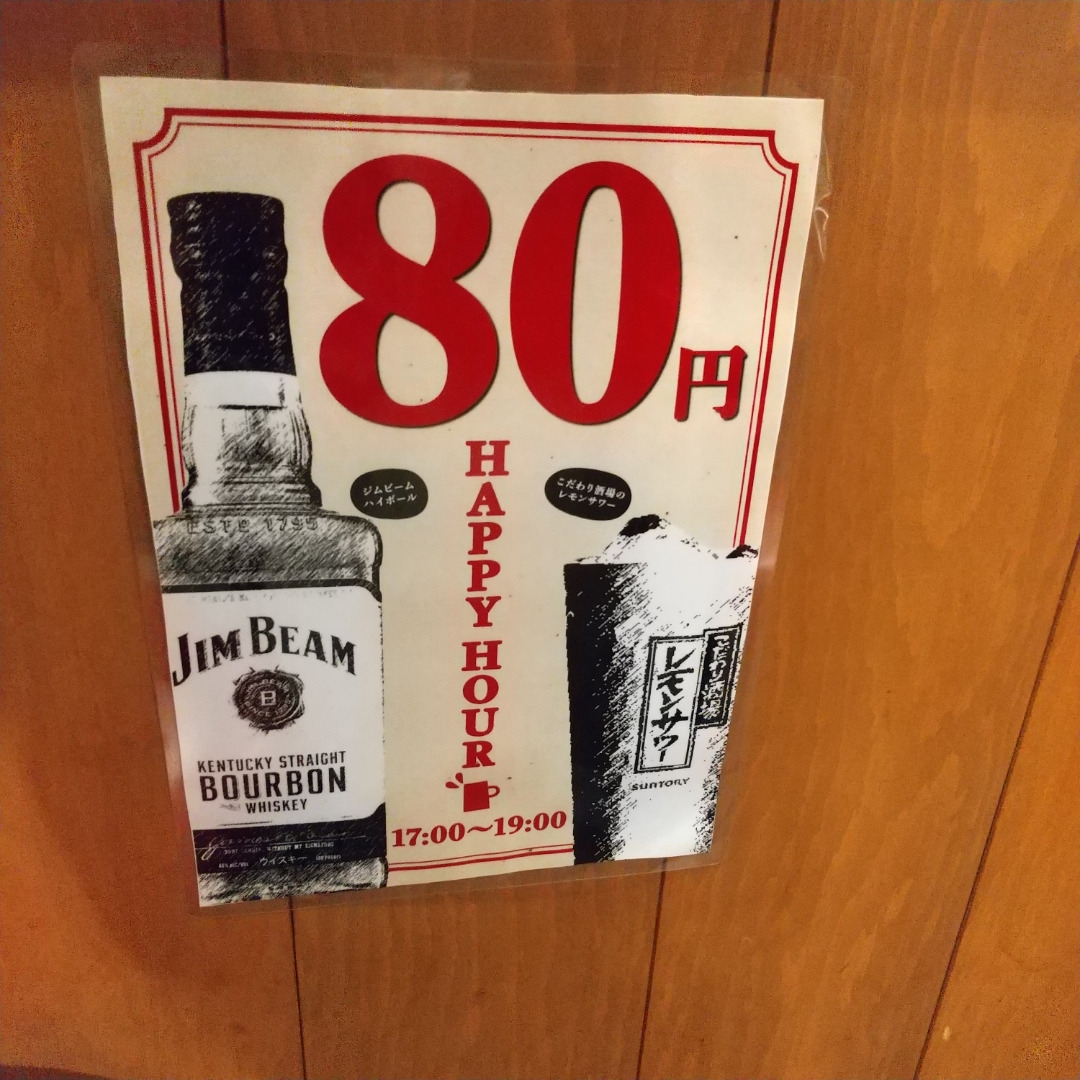 80円
HAPPY HOUR
ジムビーム
ハイボール
こだわり酒場の
レモンサワー
ESTD 1795
JIM BEAM
B
KENTUCKY STRAIGHT
BOURBON
WHISKEY
WITHOUT MY SIGNATURE
ウイスキー
こだわり酒場
レモンサワー
SUNTORY
17:00〜19:00